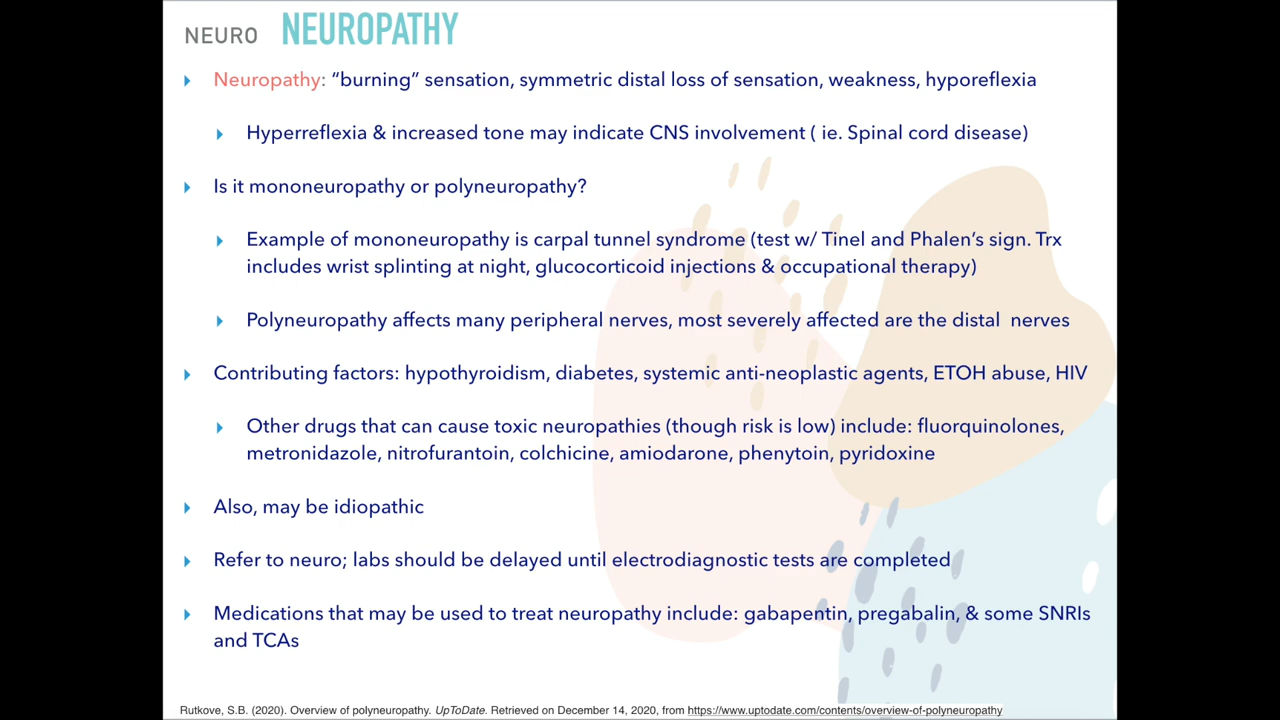 NEURO NEUROPATHY
Neuropathy: “burning” sensation, symmetric distal loss of sensation, weakness, hyporeflexia
Hyperreflexia & increased tone may indicate CNS involvement ( ie. Spinal cord disease)
Is it mononeuropathy or polyneuropathy?
Example of mononeuropathy is carpal tunnel syndrome (test w/ Tinel and Phalen’s sign. Trx
includes wrist splinting at night, glucocorticoid injections & occupational therapy)
Polyneuropathy affects many peripheral nerves, most severely affected are the distal nerves
Contributing factors: hypothyroidism, diabetes, systemic anti-neoplastic agents, ETOH abuse, HIV
Other drugs that can cause toxic neuropathies (though risk is low) include: fluorquinolones,
metronidazole, nitrofurantoin, colchicine, amiodarone, phenytoin, pyridoxine
Also, may be idiopathic
Refer to neuro; labs should be delayed until electrodiagnostic tests are completed
Medications that may be used to treat neuropathy include: gabapentin, pregabalin, & some SNRIs
and TCAs
Rutkove, S.B. (2020). Overview of polyneuropathy. UpToDate. Retrieved on December 14, 2020, from https://www.uptodate.com/contents/overview-of-polyneuropathy